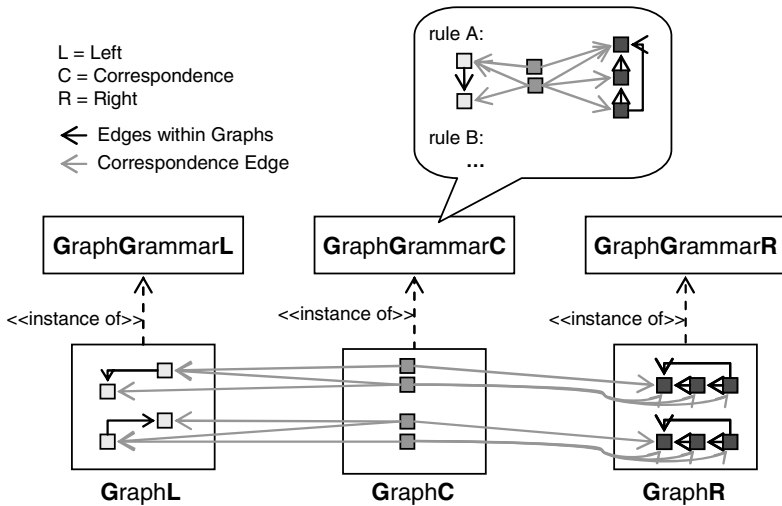 L = Left
C = Correspondence
R = Right
Edges within Graphs
Correspondence Edge
rule A:
rule B:
...
GraphGrammarL
GraphGrammarC
GraphGrammarR
<<instance of>>
<<instance of>>
<<instance of>>
GraphL
GraphC
GraphR